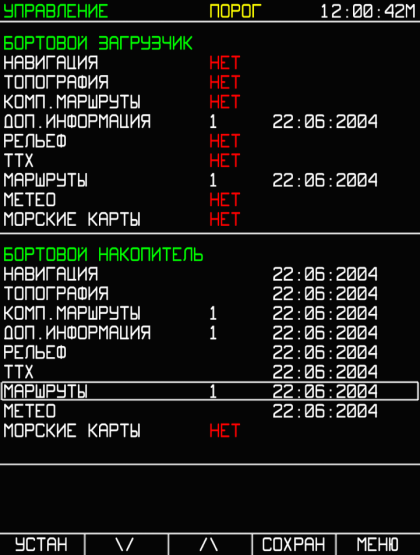 УПРАВЛЕНИЕ ПОРОГ 12:00:42М
БОРТОВОЙ ЗАГРУЗЧИК
НАВИГАЦИЯ НЕТ
ТОПОГРАФИЯ НЕТ
КОМП.МАРШРУТЫ НЕТ
ДОП.ИНФОРМАЦИЯ 1 22:06:2004
РЕЛЬЕФ НЕТ
ТТХ НЕТ
МАРШРУТЫ 1 22:06:2004
МЕТЕО НЕТ
МОРСКИЕ КАРТЫ НЕТ
БОРТОВОЙ НАКОПИТЕЛЬ
НАВИГАЦИЯ 22:06:2004
ТОПОГРАФИЯ 22:06:2004
КОМП.МАРШРУТЫ 1 22:06:2004
ДОП.ИНФОРМАЦИЯ 1 22:06:2004
РЕЛЬЕФ 22:06:2004
ТТХ 22:06:2004
МАРШРУТЫ 1 22:06:2004
МЕТЕО 22:06:2004
МОРСКИЕ КАРТЫ НЕТ
УСТАН \/ /\ СОХРАН МЕНЮ